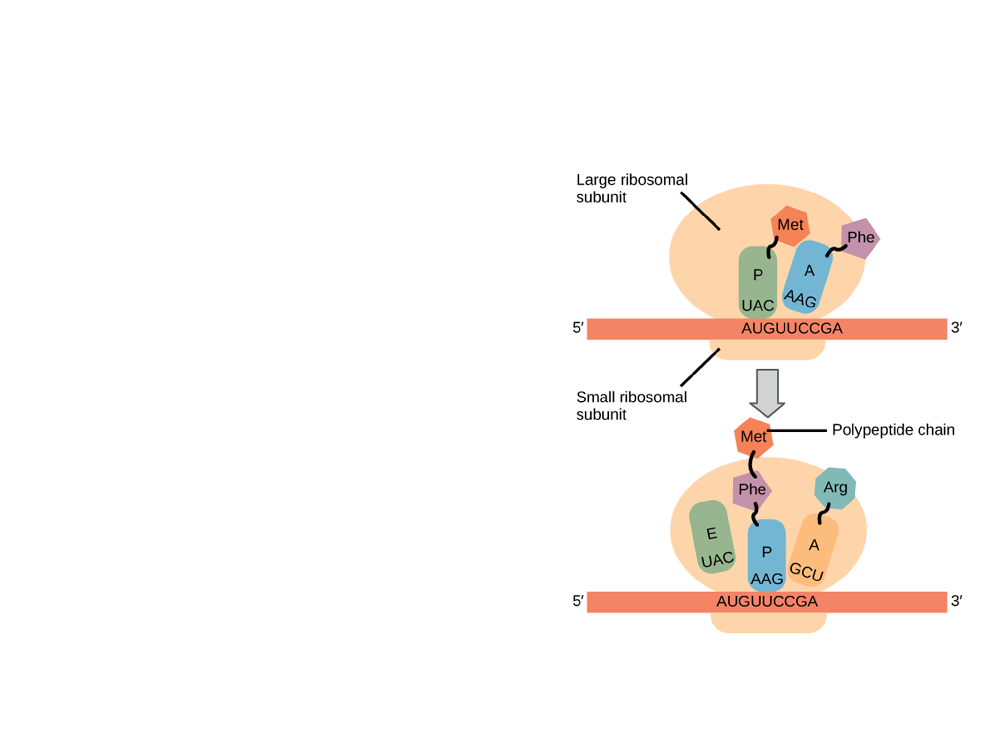 Large ribosomal
subunit
Met
Phe
P
A
UAC
AAG
5′
AUGUUCCGA
3′
Small ribosomal
subunit
Met
Polypeptide chain
Phe
Arg
E
P
A
UAC
AAG
GCU
5′
AUGUUCCGA
3′